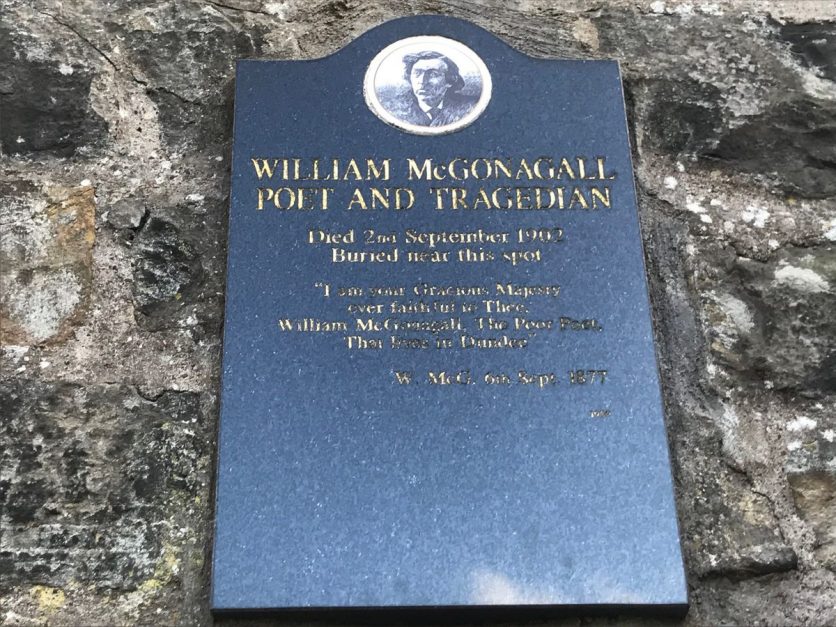 WILLIAM McGONAGALL
POET AND TRAGEDIAN
Died 2nd September 1902
Buried near this spot
"I am your Gracious Majesty
ever faithful to Thee,
William McGonagall, The Poor Poet,
That lives in Dundee"
W. McG. 6th Sept. 1877